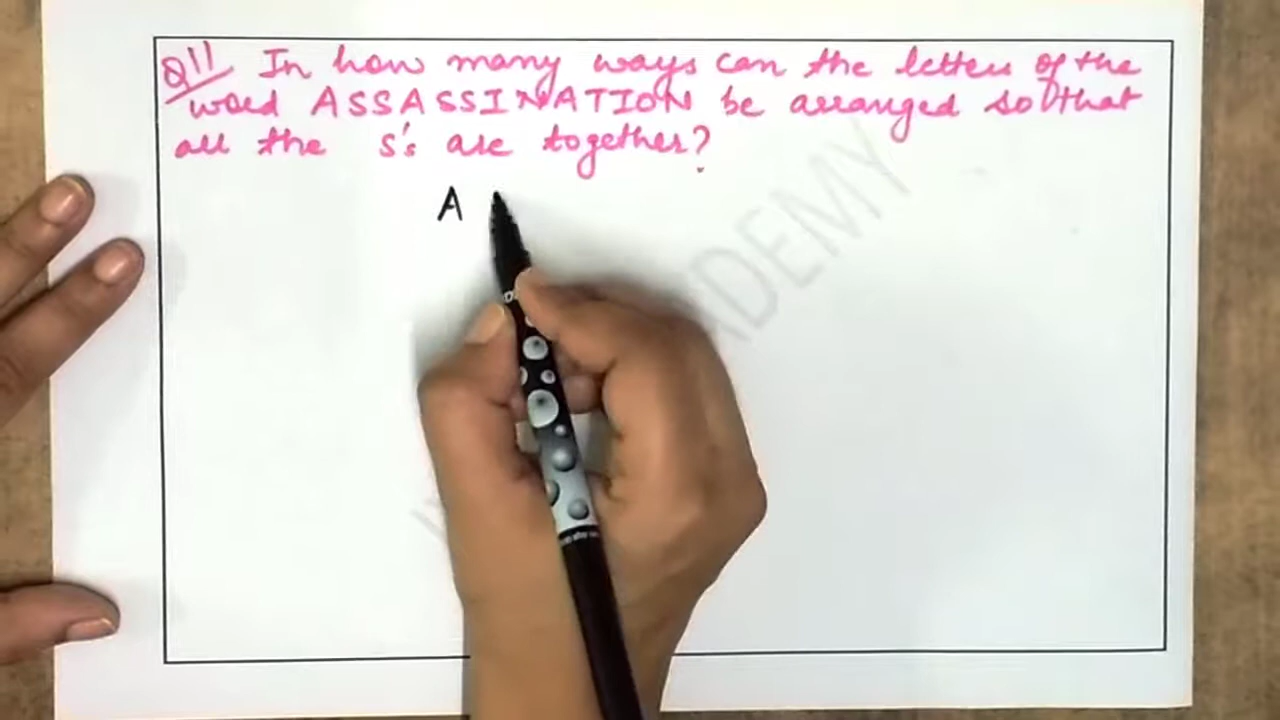 Q11 In how many ways can the letters of the
word ASSASSINATION be arranged so that
all the s's are together?
A